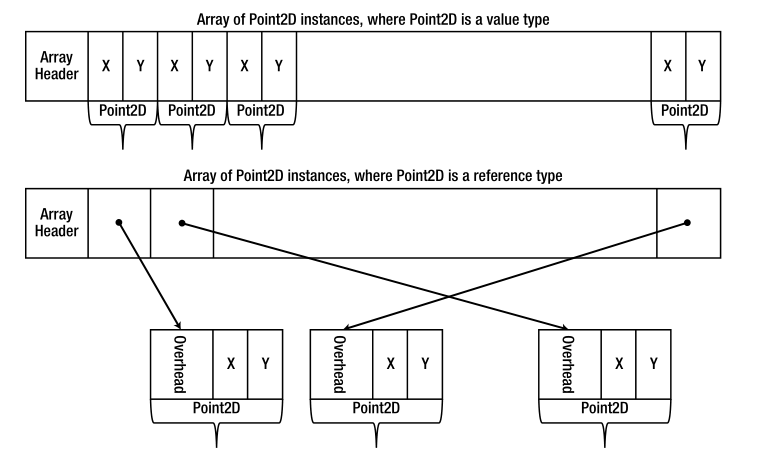 Array of Point2D instances, where Point2D is a value type
Array
Header
X Y X Y X Y X Y
Point2D Point2D Point2D Point2D
Array of Point2D instances, where Point2D is a reference type
Array
Header
Overhead X Y Overhead X Y Overhead X Y
Point2D Point2D Point2D